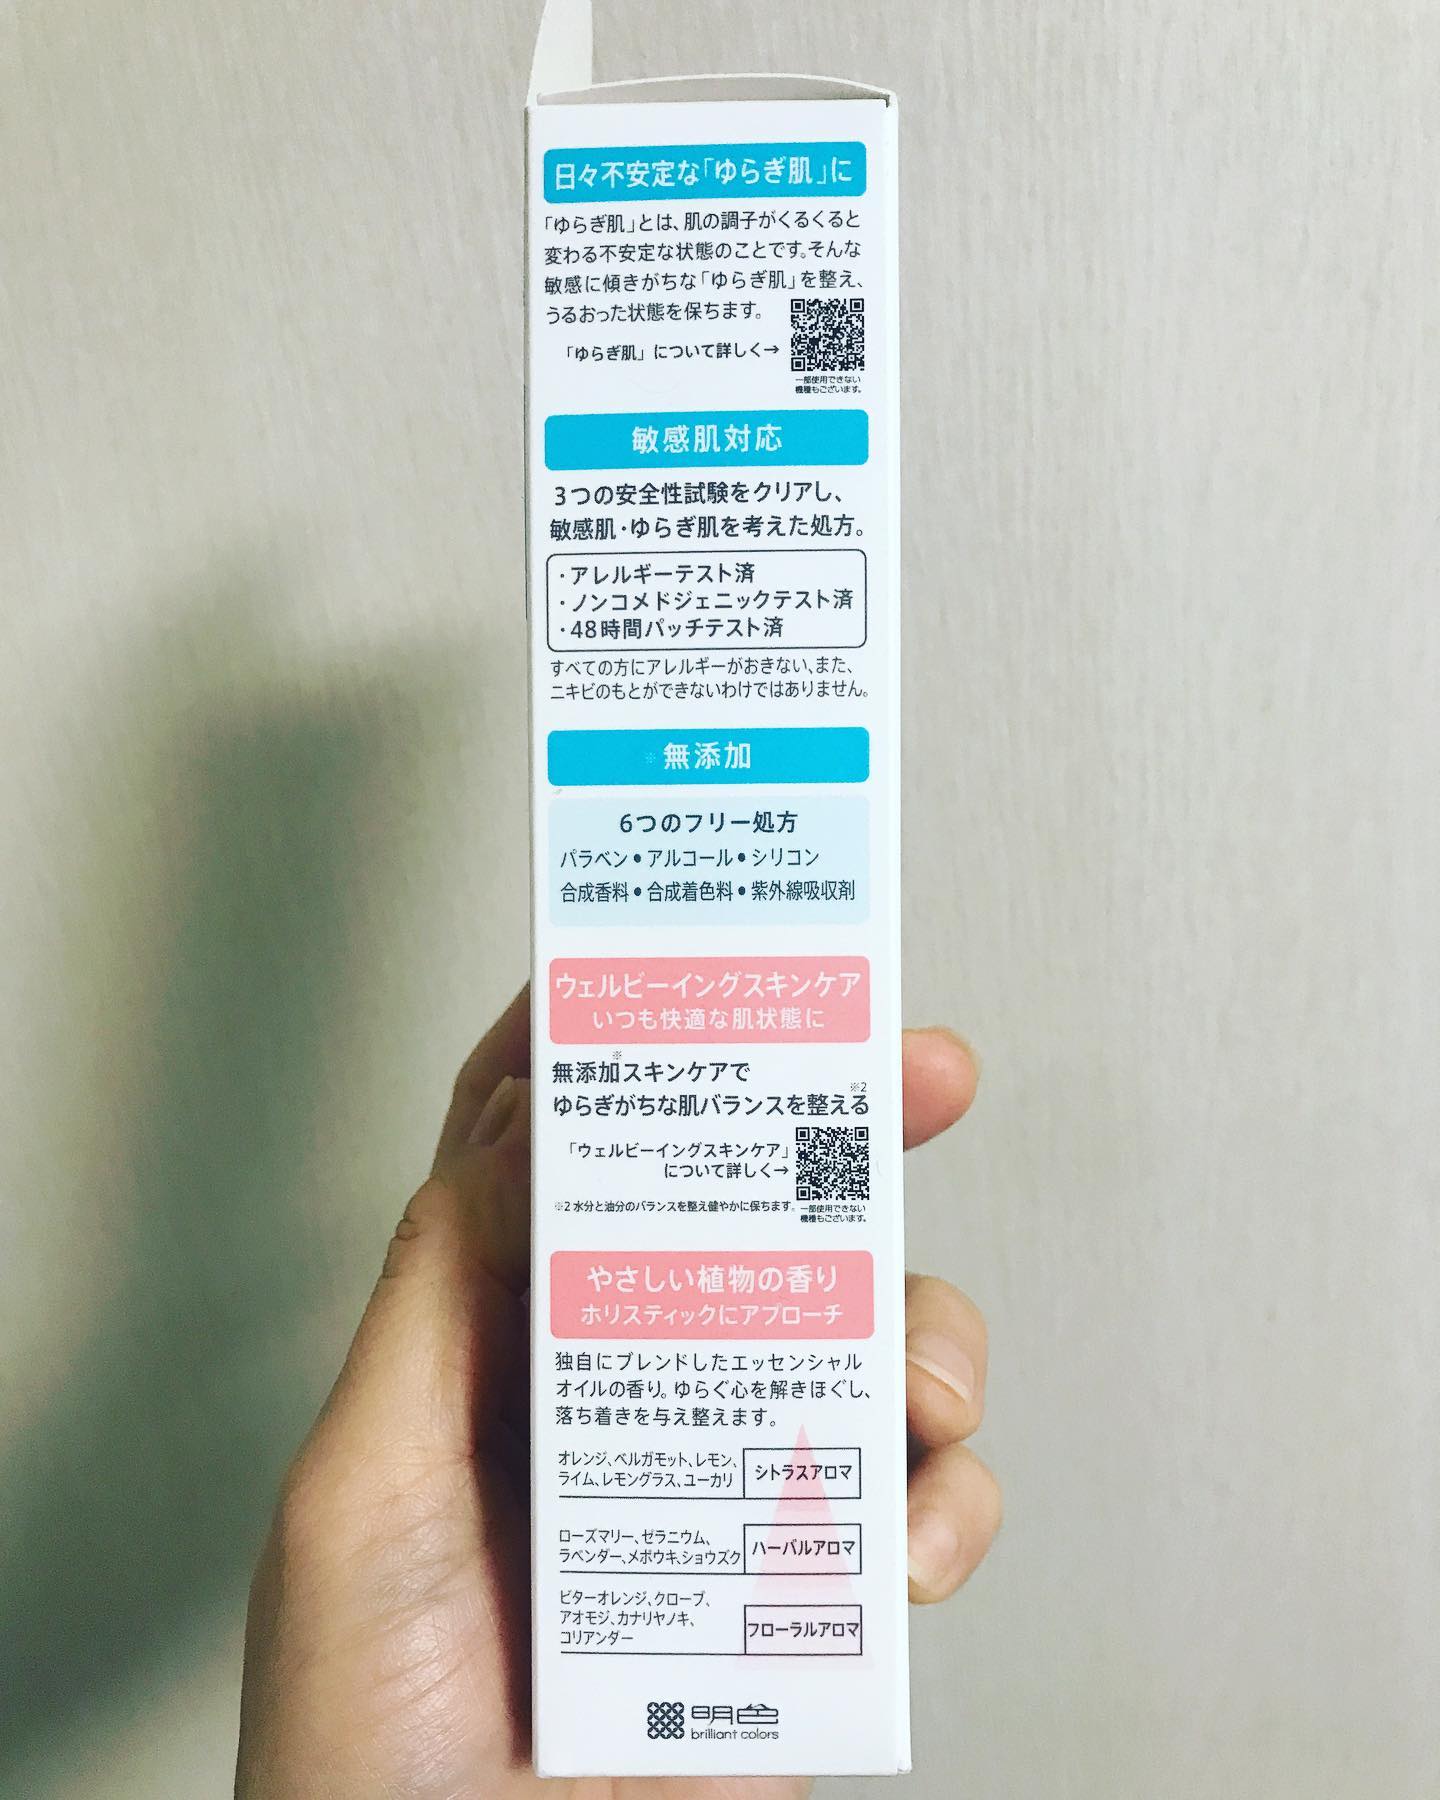 日々不安定な「ゆらぎ肌」に
「ゆらぎ肌」とは、肌の調子がくるくると
変わる不安定な状態のことです。そんな
敏感に傾きがちな「ゆらぎ肌」を整え、
うるおった状態を保ちます。
「ゆらぎ肌」について詳しく→
一部使用できない
機種もございます。
敏感肌対応
3つの安全性試験をクリアし、
敏感肌・ゆらぎ肌を考えた処方。
・アレルギーテスト済
・ノンコメドジェニックテスト済
・48時間パッチテスト済
すべての方にアレルギーがおきない、また、
ニキビのもとができないわけではありません。
※無添加
6つのフリー処方
パラベン●アルコール●シリコン
合成香料●合成着色料●紫外線吸収剤
ウェルビーイングスキンケア
いつも快適な肌状態に
無添加※スキンケアで
ゆらぎがちな肌バランスを整える※2
「ウェルビーイングスキンケア」
について詳しく→
※2 水分と油分のバランスを整え健やかに保ちます。
一部使用できない
機種もございます。
やさしい植物の香り
ホリスティックにアプローチ
独自にブレンドしたエッセンシャル
オイルの香り。ゆらぐ心を解きほぐし、
落ち着きを与え整えます。
オレンジ、ベルガモット、レモン、
ライム、レモングラス、ユーカリ
シトラスアロマ
ローズマリー、ゼラニウム、
ラベンダー、メボウキ、ショウズク
ハーバルアロマ
ビターオレンジ、クローブ、
アオモジ、カナリヤノキ、
コリアンダー
フローラルアロマ
明色
brilliant colors